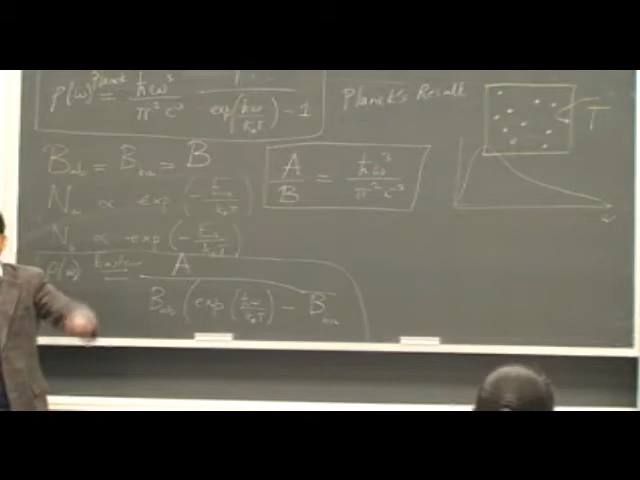 ρ(ω) Planck = ħω³ / π²c³ 1 / exp(ħω/k_BT) − 1
Planck's Result
T
B_ab = B_ba = B
A/B = ħω³ / π²c³
N_a ∝ exp(−E_a/k_BT)
ω
N_b ∝ exp(−E_b/k_BT)
ρ(ω) = A
B_ab (exp(ħω/k_BT) − B_ba